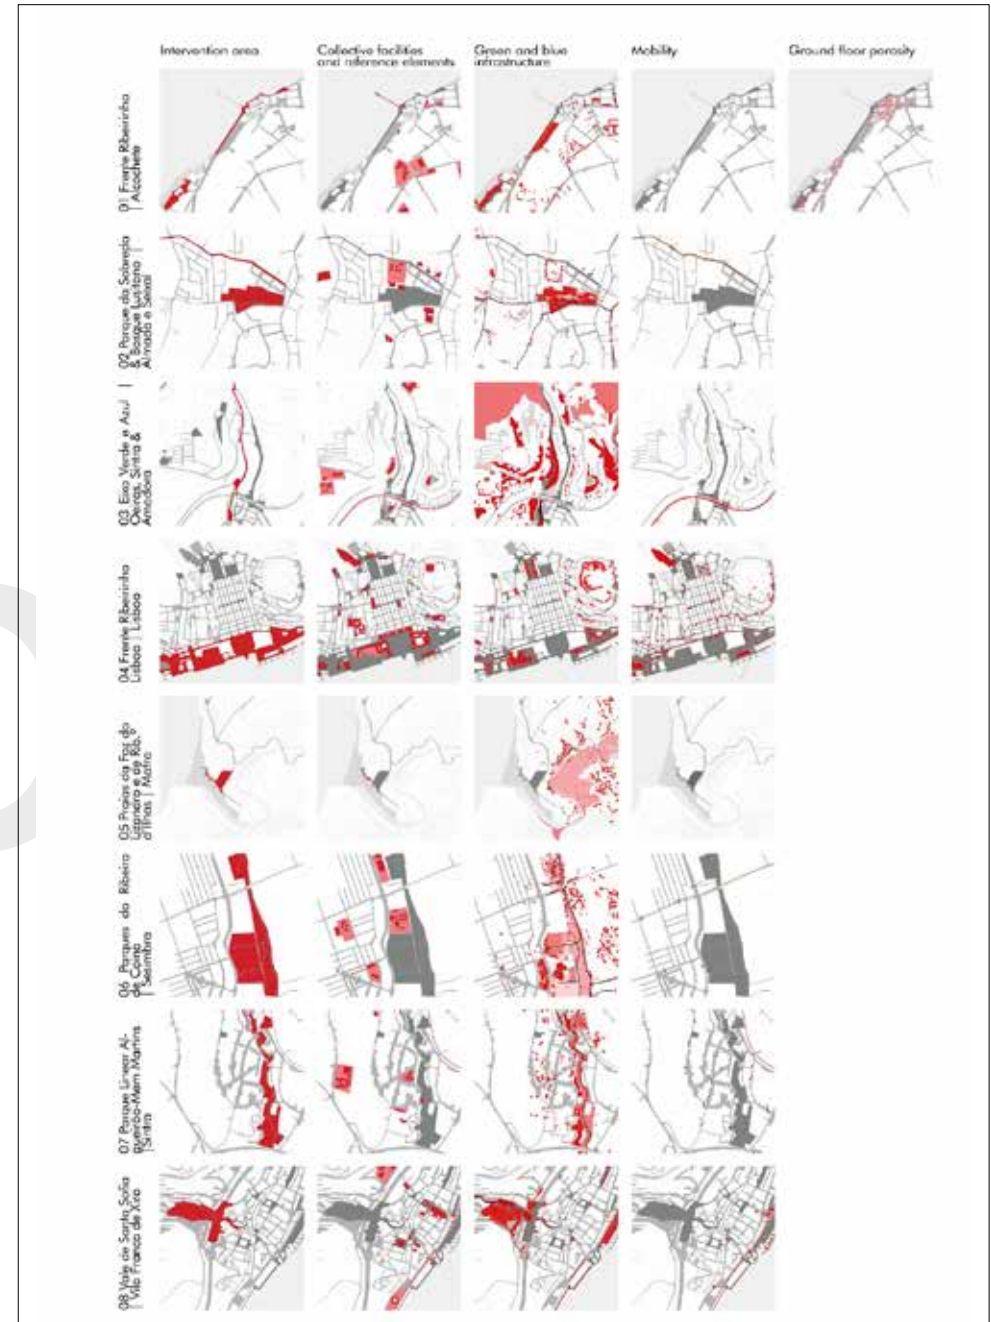 Intervention area
Collective facilities
and reference elements
Green and blue
infrastructure
Mobility
Ground floor porosity
01 Frente Ribeirinha
| Alcochete
02 Parque da Sobreda
& Bosque Lusitano |
Almada e Seixal
03 Eixo Verde e Azul |
Oeiras, Sintra &
Amadora
04 Frente Ribeirinha
Lisboa | Lisboa
05 Praias da Foz do
Lizandro e de Rib.ª
d'Ilhas | Mafra
06 Parques da Ribeira
de Coina
| Sesimbra
07 Parque Linear Al-
gueirão-Mem Martins
| Sintra
08 Vale de Santa Sofia
| Vila Franca de Xira